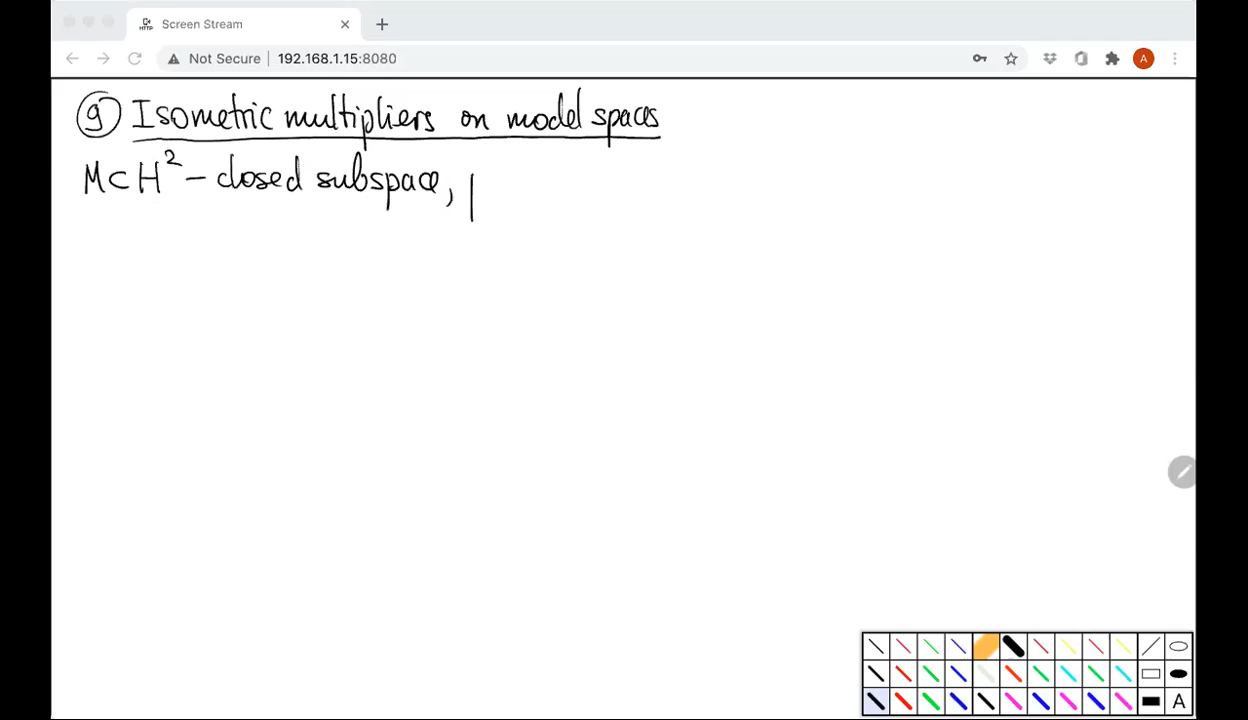 Screen Stream
Not Secure 192.168.1.15:8080 A
9 Isometric multipliers on model spaces
M⊂H² – closed subspace,
A